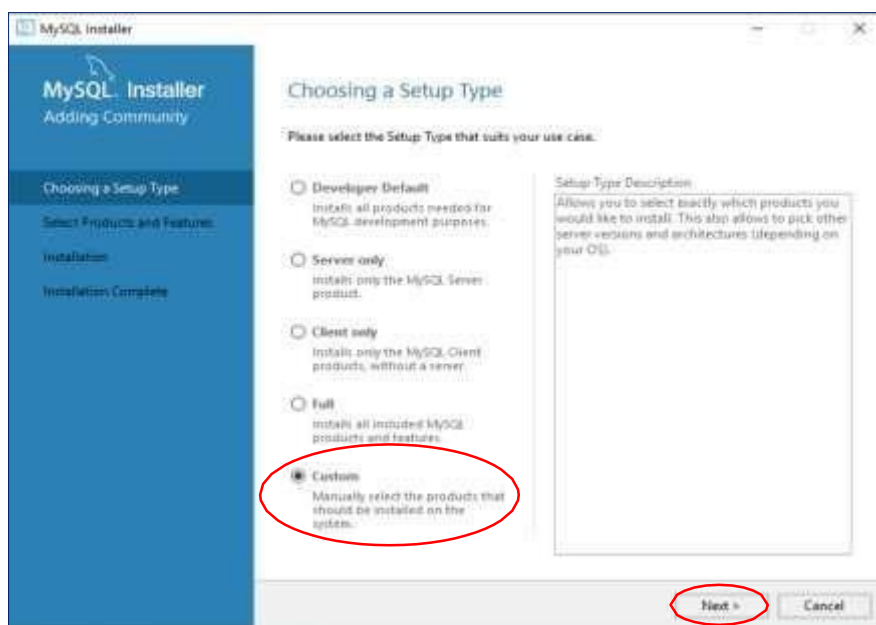 MySQL Installer
MySQL Installer
Adding Community
Choosing a Setup Type
Select Products and Features
Installation
Installation Complete
Choosing a Setup Type
Please select the Setup Type that suits your use case.
Developer Default
Installs all products needed for
MySQL development purposes.
Server only
Installs only the MySQL Server
product.
Client only
Installs only the MySQL Client
products, without a server.
Full
Installs all included MySQL
products and features.
Custom
Manually select the products that
should be installed on the
system.
Setup Type Description
Allows you to select exactly which products you
would like to install. This also allows to pick other
server versions and architectures (depending on
your OS).
Next >
Cancel